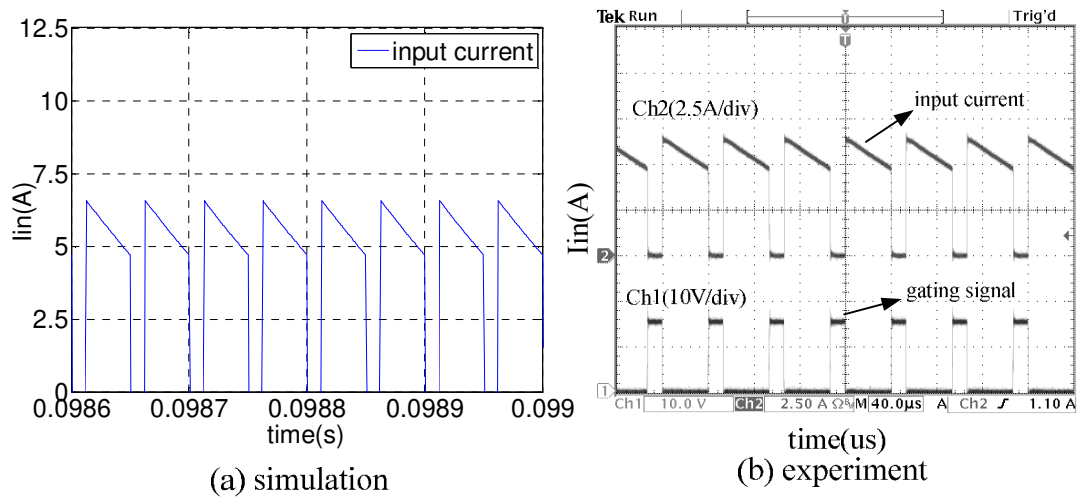 12.5
input current
10
7.5
Iin(A)
5
2.5
0
0.0986
0.0987
0.0988
0.0989
0.099
time(s)
(a) simulation
Tek Run
Trig'd
T
T
Ch2(2.5A/div)
input current
Iin(A)
2
Ch1(10V/div)
gating signal
1
Ch1 10.0 V Ch2 2.50 A Ω M 40.0µs A Ch2 1.10 A
time(us)
(b) experiment